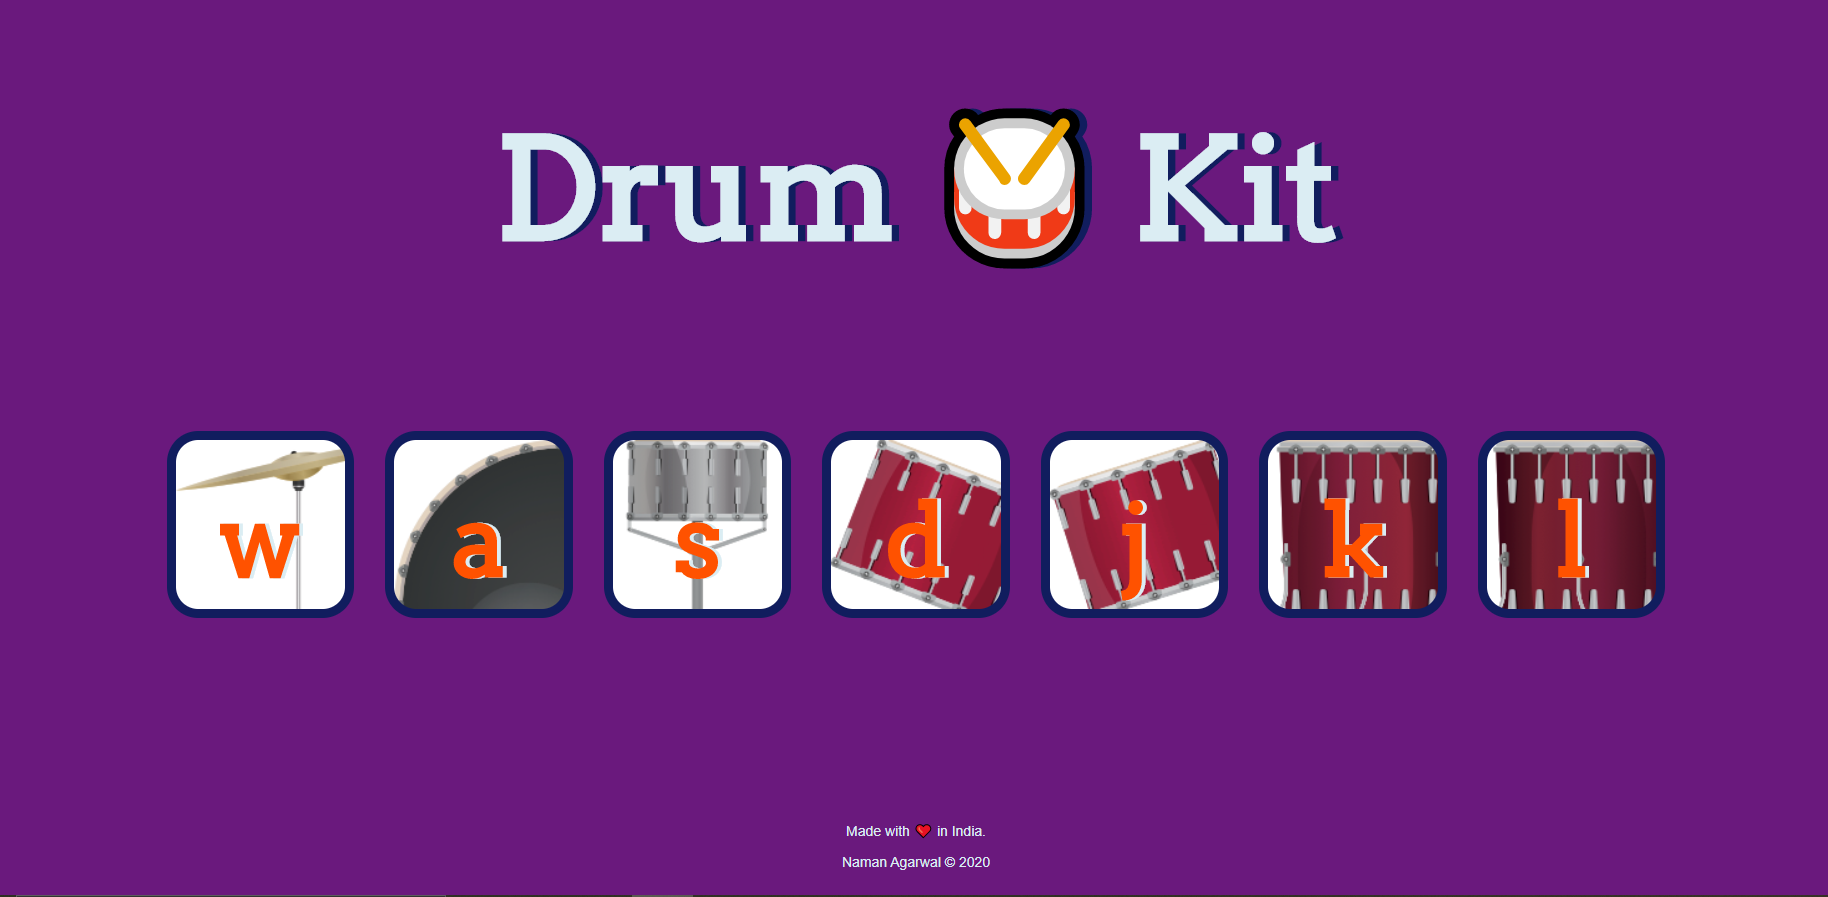 Drum 🥁 Kit
w a s d j k l
Made with ❤️ in India.
Naman Agarwal © 2020